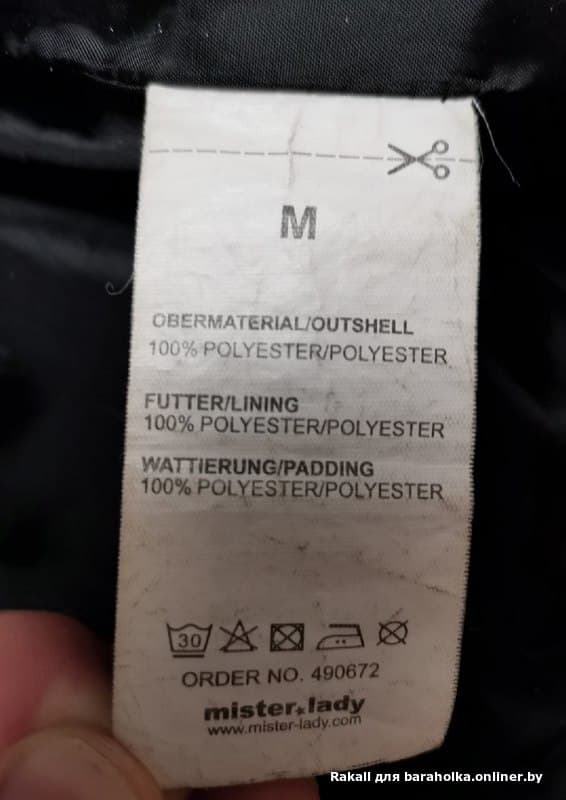 M
OBERMATERIAL/OUTSHELL
100% POLYESTER/POLYESTER
FUTTER/LINING
100% POLYESTER/POLYESTER
WATTIERUNG/PADDING
100% POLYESTER/POLYESTER
30
ORDER NO. 490672
mister★lady
www.mister-lady.com
Rakall для baraholka.onliner.by